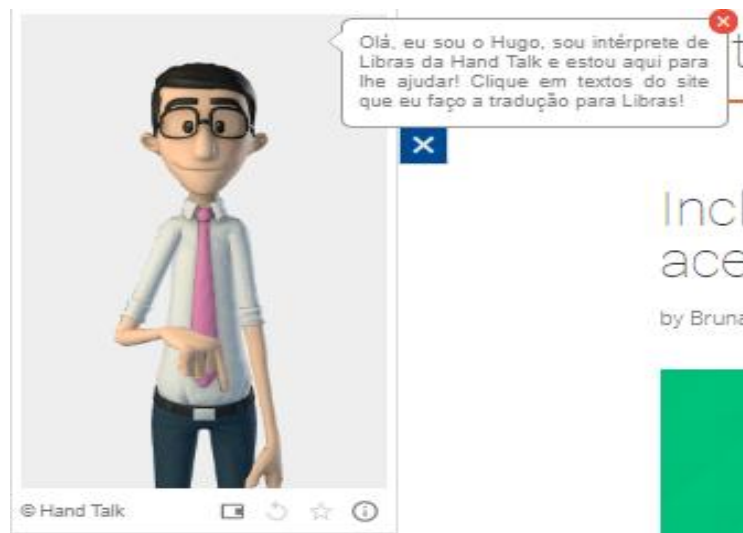 Olá, eu sou o Hugo, sou intérprete de
Libras da Hand Talk e estou aqui para
lhe ajudar! Clique em textos do site
que eu faço a tradução para Libras!
Incl
ace
by Bruna
© Hand Talk